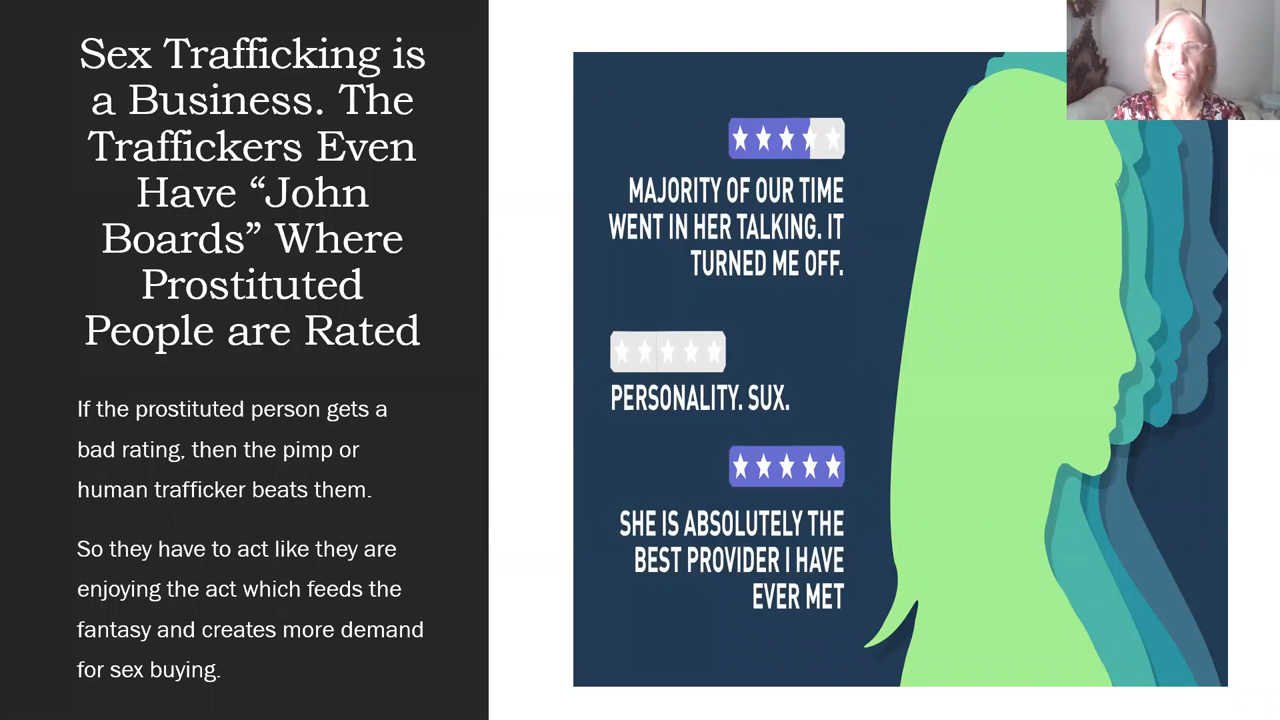 Sex Trafficking is
a Business. The
Traffickers Even
Have “John
Boards” Where
Prostituted
People are Rated
If the prostituted person gets a
bad rating, then the pimp or
human trafficker beats them.
So they have to act like they are
enjoying the act which feeds the
fantasy and creates more demand
for sex buying.
MAJORITY OF OUR TIME
WENT IN HER TALKING. IT
TURNED ME OFF.
PERSONALITY. SUX.
SHE IS ABSOLUTELY THE
BEST PROVIDER I HAVE
EVER MET